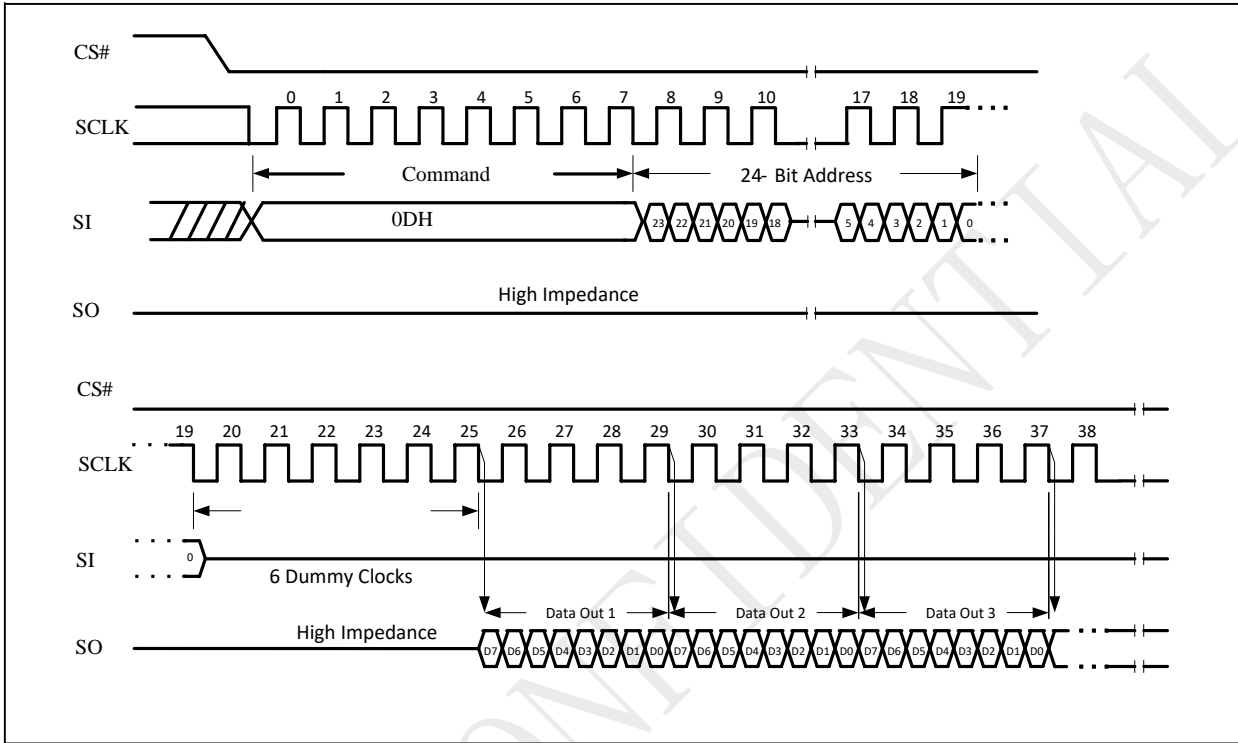 CS#
0 1 2 3 4 5 6 7 8 9 10 17 18 19
SCLK
Command 24- Bit Address
SI 0DH 23 22 21 20 19 18 5 4 3 2 1 0
High Impedance
SO
CS#
19 20 21 22 23 24 25 26 27 28 29 30 31 32 33 34 35 36 37 38
SCLK
SI 0
6 Dummy Clocks
Data Out 1 Data Out 2 Data Out 3
High Impedance
SO D7 D6 D5 D4 D3 D2 D1 D0 D7 D6 D5 D4 D3 D2 D1 D0 D7 D6 D5 D4 D3 D2 D1 D0
ONFIDENTIAL